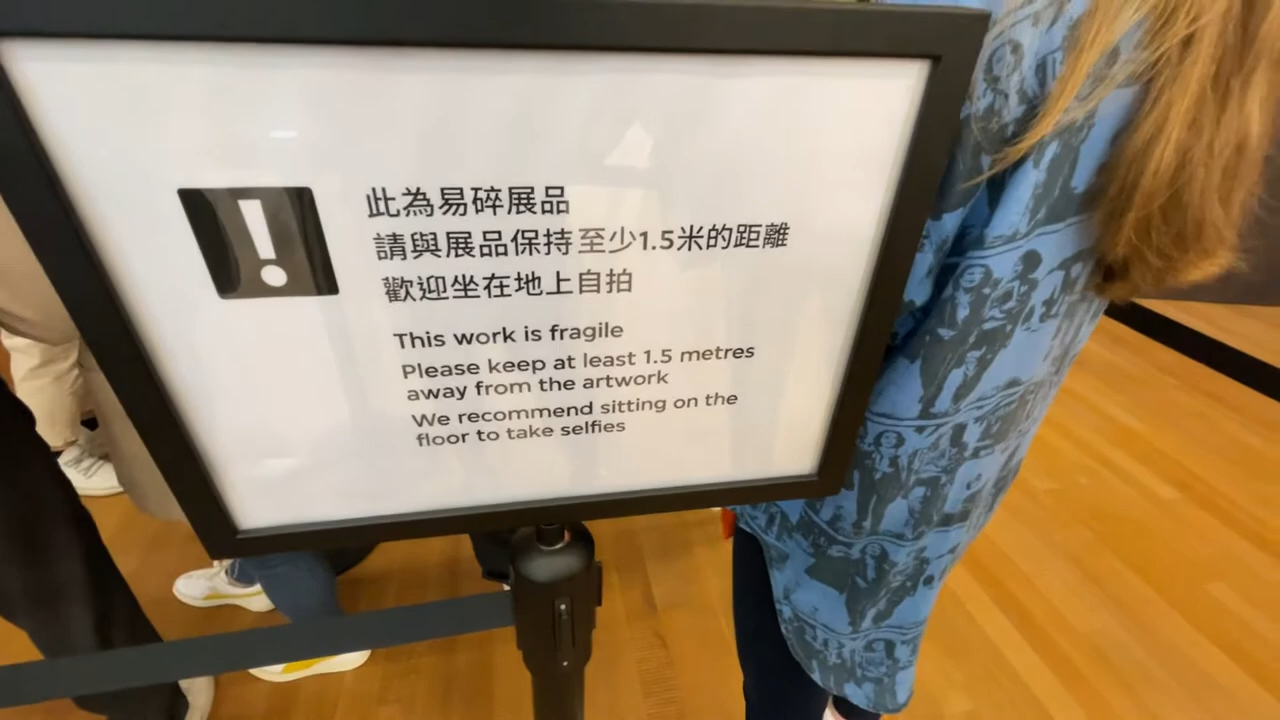 此為易碎展品
請與展品保持至少1.5米的距離
歡迎坐在地上自拍
This work is fragile
Please keep at least 1.5 metres
away from the artwork
We recommend sitting on the
floor to take selfies